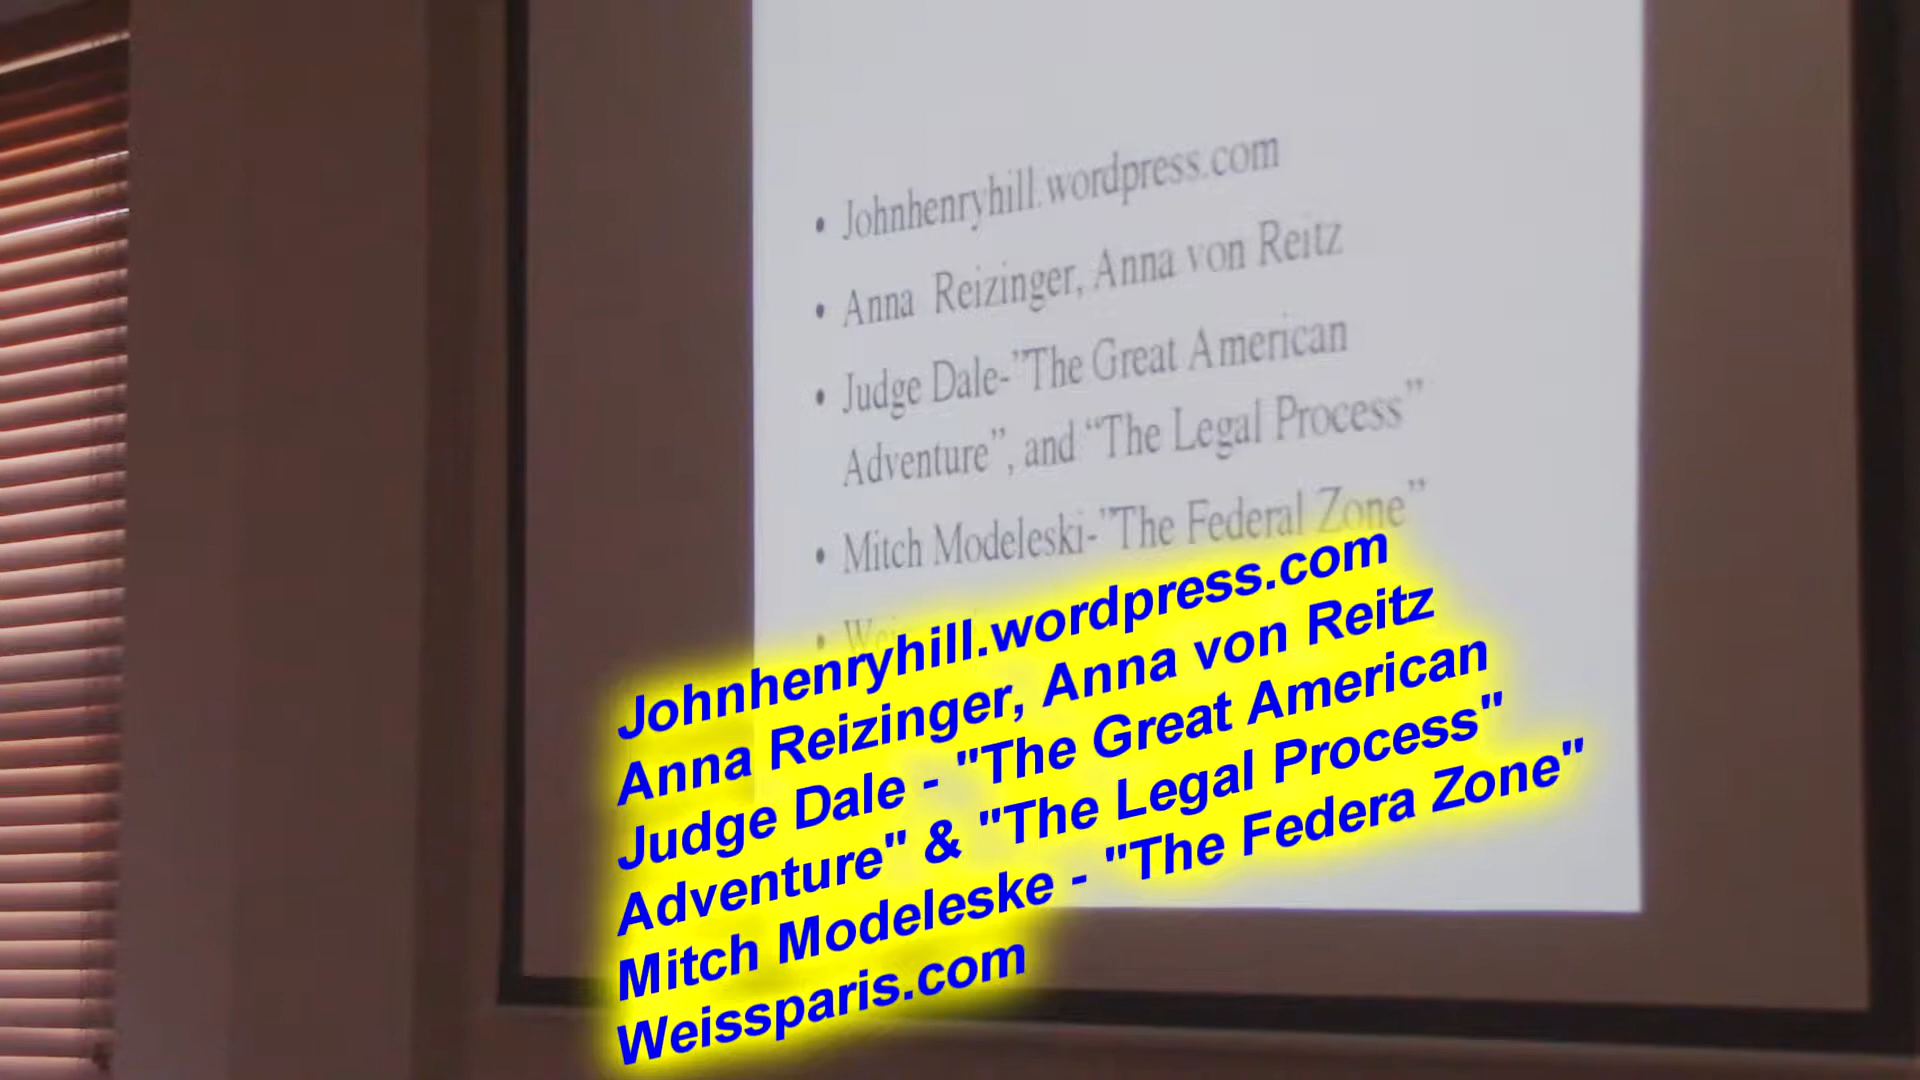 • Johnhenryhill.wordpress.com
• Anna Reizinger, Anna von Reitz
• Judge Dale-"The Great American
Adventure", and “The Legal Process”
• Mitch Modeleski-"The Federal Zone”
Johnhenryhill.wordpress.com
Anna Reizinger, Anna von Reitz
Judge Dale - "The Great American
Adventure" & "The Legal Process"
Mitch Modeleske - "The Federa Zone"
Weissparis.com